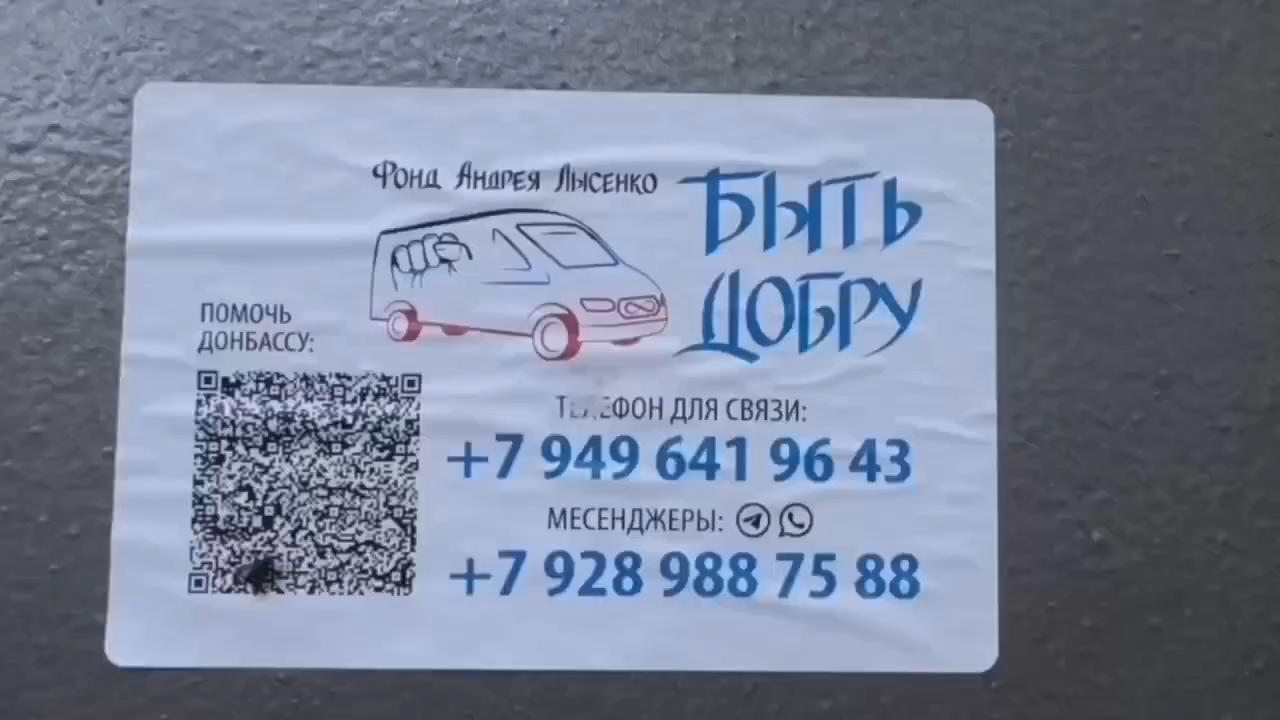 Фонд Андрея Лысенко
БЫТЬ
ДОБРУ
ПОМОЧЬ
ДОНБАССУ:
ТЕЛЕФОН ДЛЯ СВЯЗИ:
+7 949 641 96 43
МЕСЕНДЖЕРЫ:
+7 928 988 75 88